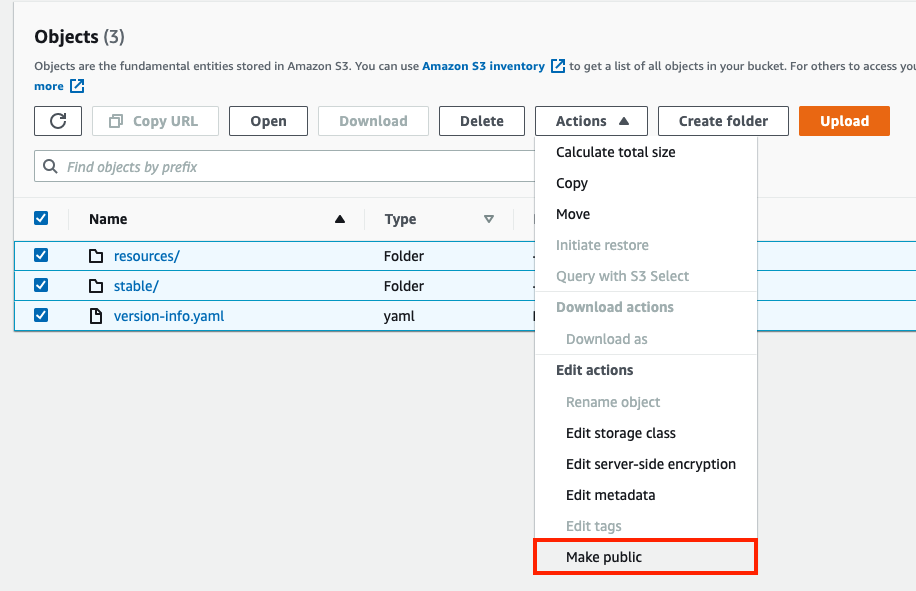 Objects (3)
Objects are the fundamental entities stored in Amazon S3. You can use Amazon S3 inventory to get a list of all objects in your bucket. For others to access
more
Copy URL Open Download Delete Actions Create folder Upload
Find objects by prefix
Calculate total size
Copy
Move
Name Type
Initiate restore
resources/ Folder
Query with S3 Select
stable/ Folder
Download actions
version-info.yaml yaml
Download as
Edit actions
Rename object
Edit storage class
Edit server-side encryption
Edit metadata
Edit tags
Make public